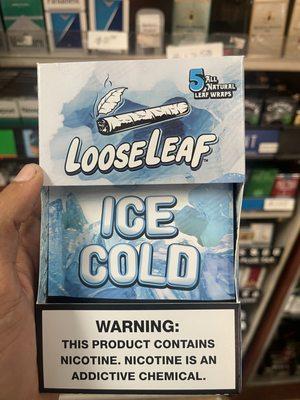 5 ALL
NATURAL
LEAF WRAPS
LOOSELEAF
ICE
COLD
WARNING:
THIS PRODUCT CONTAINS
NICOTINE. NICOTINE IS AN
ADDICTIVE CHEMICAL.